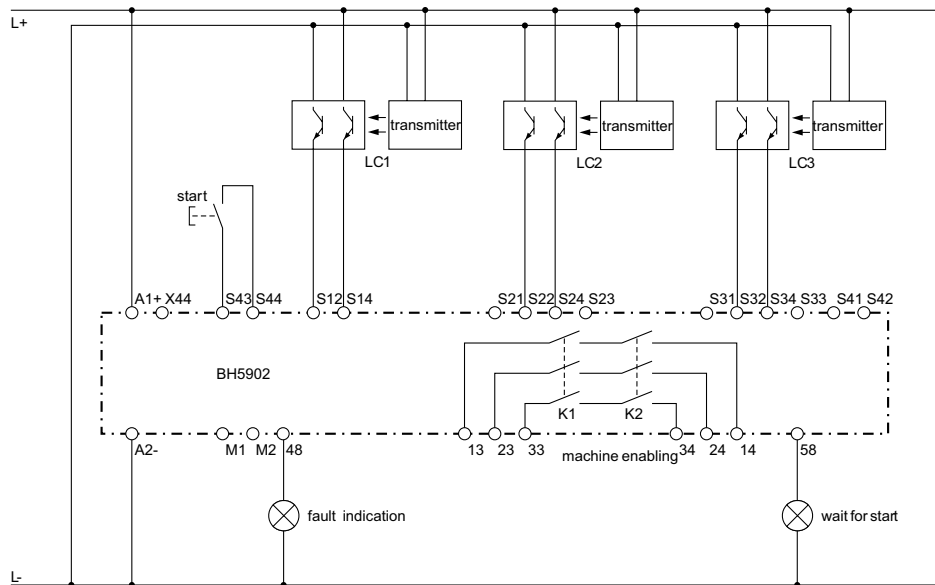 L+
transmitter
transmitter
transmitter
LC1
LC2
LC3
start
A1+ X44 S43 S44 S12 S14 S21 S22 S24 S23 S31 S32 S34 S33 S41 S42
BH5902
K1 K2
A2- M1 M2 48 13 23 33 machine enabling 34 24 14 58
fault indication
wait for start
L-